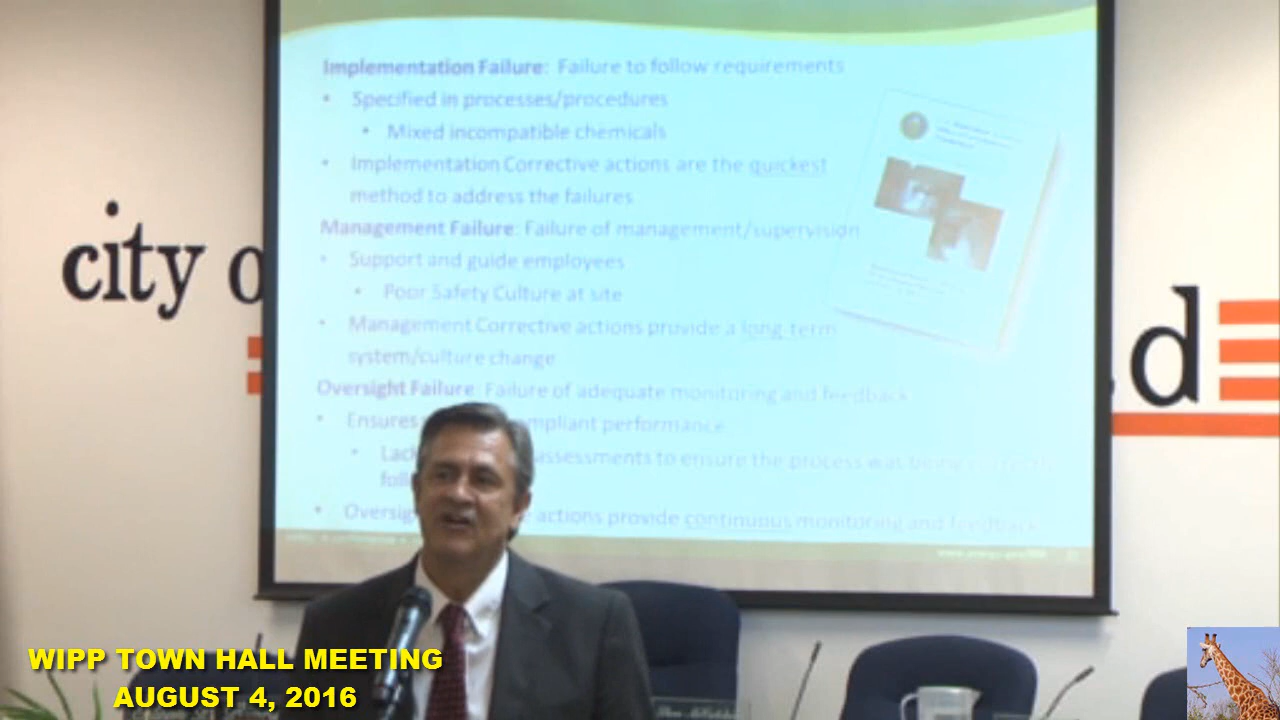 Implementation Failure: Failure to follow requirements
• Specified in processes/procedures
• Mixed incompatible chemicals
• Implementation Corrective actions are the quickest
method to address the failures
Management Failure: Failure of management/supervision
• Support and guide employees
• Poor Safety Culture at site
• Management Corrective actions provide a long-term
system/culture change
Oversight Failure: Failure of adequate monitoring and feedback
• Ensures compliant performance
• Lack assessments to ensure the process was being correctly
• Oversight actions provide continuous monitoring and feedback
city o
d
WIPP TOWN HALL MEETING
AUGUST 4, 2016